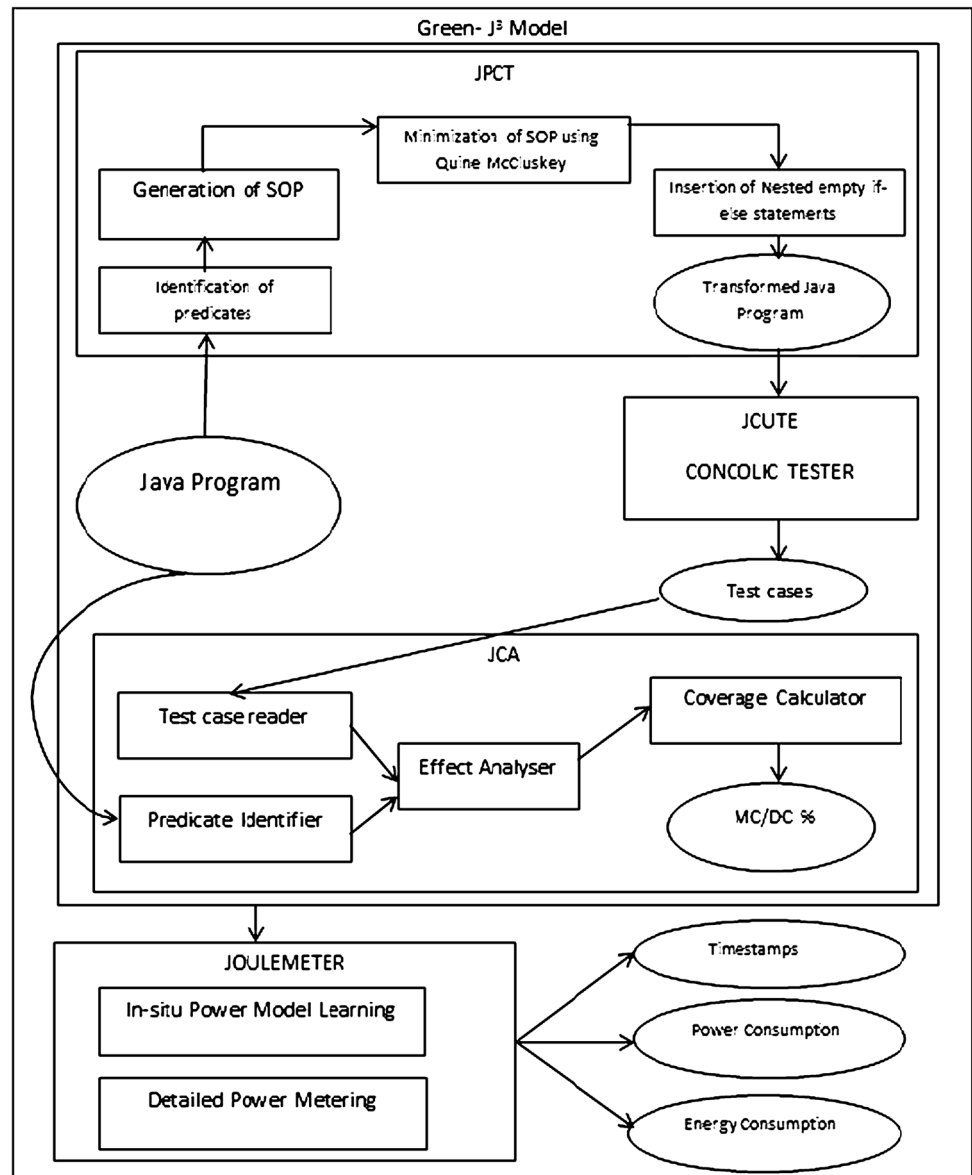 Green- J³ Model
JPCT
Minimization of SOP using
Quine McCluskey
Generation of SOP
Insertion of Nested empty if-
else statements
Identification of
predicates
Transformed Java
Program
JCUTE
CONCOLIC TESTER
Java Program
Test cases
JCA
Test case reader
Coverage Calculator
Effect Analyser
Predicate Identifier
MC/DC %
JOULEMETER
In-situ Power Model Learning
Detailed Power Metering
Timestamps
Power Consumption
Energy Consumption